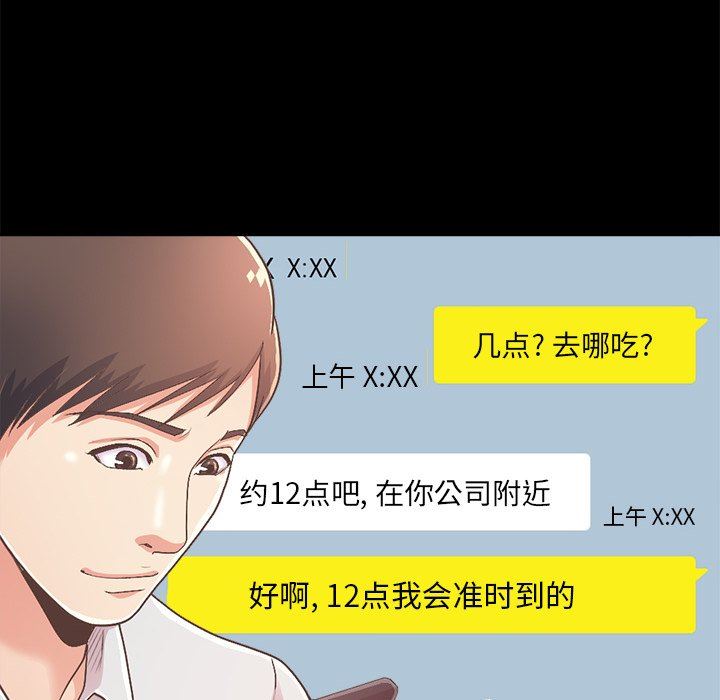 X:XX
几点? 去哪吃?
上午 X:XX
约12点吧, 在你公司附近
上午 X:XX
好啊, 12点我会准时到的